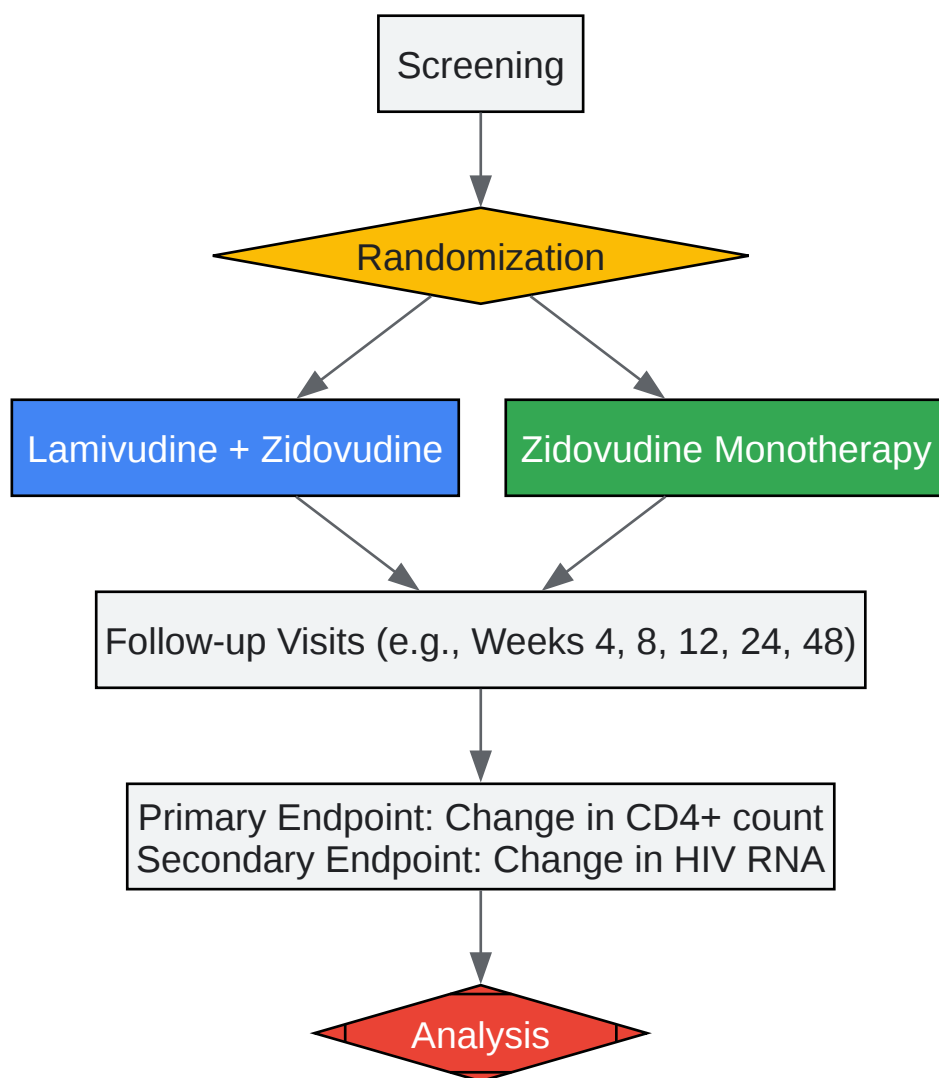 Screening
Randomization
Lamivudine + Zidovudine
Zidovudine Monotherapy
Follow-up Visits (e.g., Weeks 4, 8, 12, 24, 48)
Primary Endpoint: Change in CD4+ count
Secondary Endpoint: Change in HIV RNA
Analysis